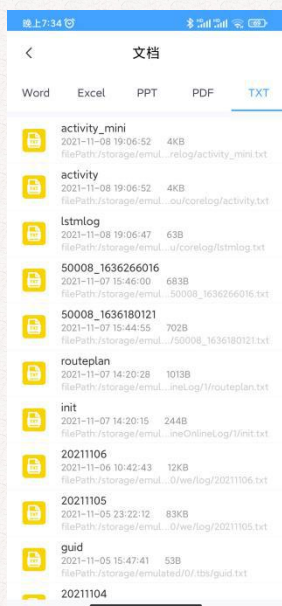 晚上7:34
文档
Word Excel PPT PDF TXT
activity_mini
2021-11-08 19:06:52 4KB
filePath:/storage/emul...relog/activity_mini.txt
activity
2021-11-08 19:06:52 4KB
filePath:/storage/emul...ou/corelog/activity.txt
lstmlog
2021-11-08 19:06:47 63B
filePath:/storage/emul...u/corelog/lstmlog.txt
50008_1636266016
2021-11-07 15:46:00 683B
filePath:/storage/emul...50008_1636266016.txt
50008_1636180121
2021-11-07 15:44:55 702B
filePath:/storage/emul.../50008_1636180121.txt
routeplan
2021-11-07 14:20:28 1013B
filePath:/storage/emul...ineLog/1/routeplan.txt
init
2021-11-07 14:20:15 244B
filePath:/storage/emul...ineOnlineLog/1/init.txt
20211106
2021-11-06 10:42:43 12KB
filePath:/storage/emul...0/we/log/20211106.txt
20211105
2021-11-05 23:22:12 83KB
filePath:/storage/emul...0/we/log/20211105.txt
guid
2021-11-05 15:47:41 53B
filePath:/storage/emulated/0/.tbs/guid.txt
20211104